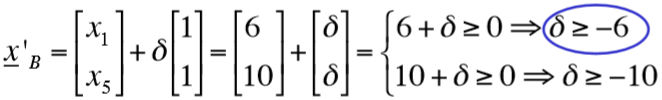 x'_B = [x_1 x_5] + δ[1 1] = [6 10] + [δ δ] = { 6 + δ ≥ 0 ⇒ δ ≥ −6
10 + δ ≥ 0 ⇒ δ ≥ −10